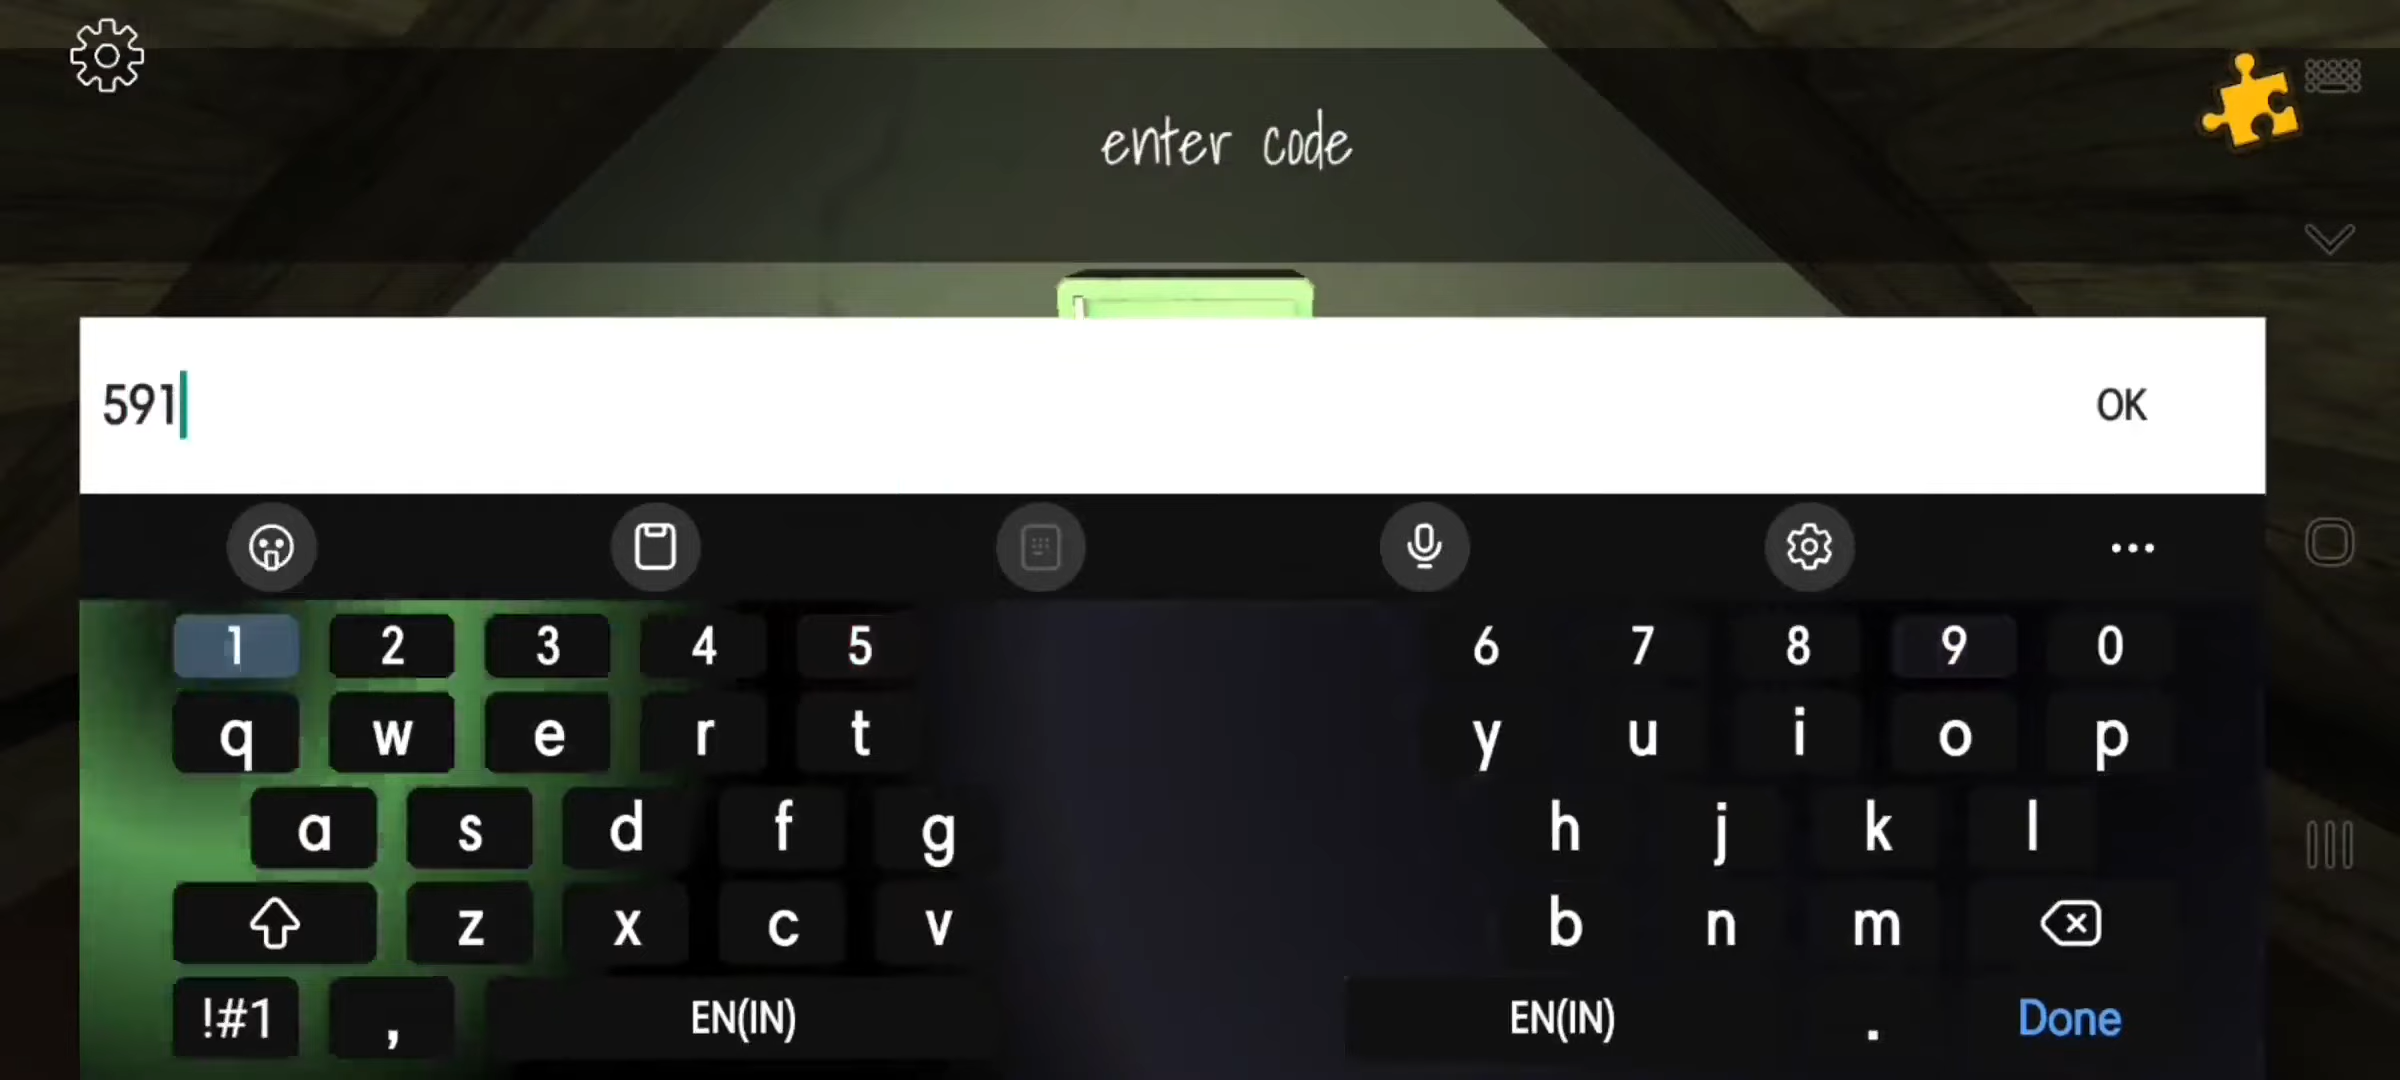 enter code
591
OK
1 2 3 4 5 6 7 8 9 0
q w e r t y u i o p
a s d f g h j k l
z x c v b n m
!#1 , EN(IN) EN(IN) . Done